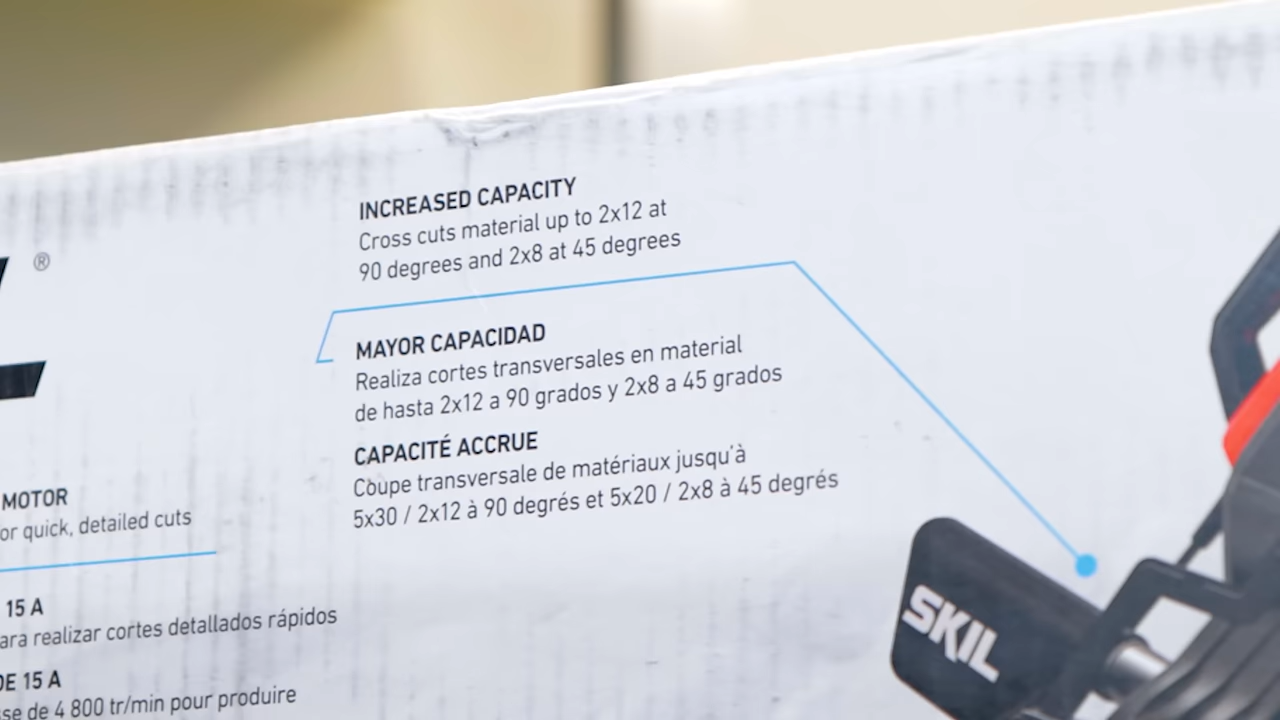 INCREASED CAPACITY
Cross cuts material up to 2x12 at
90 degrees and 2x8 at 45 degrees
®
MAYOR CAPACIDAD
Realiza cortes transversales en material
de hasta 2x12 a 90 grados y 2x8 a 45 grados
CAPACITÉ ACCRUE
Coupe transversale de matériaux jusqu'à
5x30 / 2x12 à 90 degrés et 5x20 / 2x8 à 45 degrés
MOTOR
or quick, detailed cuts
15 A
ara realizar cortes detallados rápidos
DE 15 A
se de 4 800 tr/min pour produire
SKIL